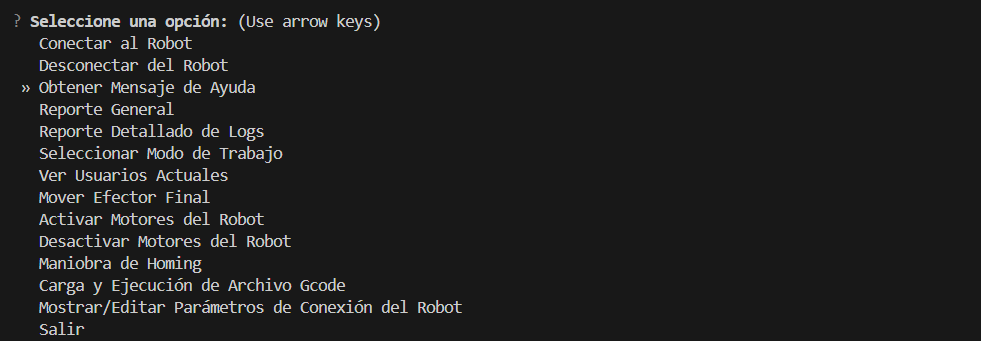 ? Seleccione una opción: (Use arrow keys)
Conectar al Robot
Desconectar del Robot
» Obtener Mensaje de Ayuda
Reporte General
Reporte Detallado de Logs
Seleccionar Modo de Trabajo
Ver Usuarios Actuales
Mover Efector Final
Activar Motores del Robot
Desactivar Motores del Robot
Maniobra de Homing
Carga y Ejecución de Archivo Gcode
Mostrar/Editar Parámetros de Conexión del Robot
Salir